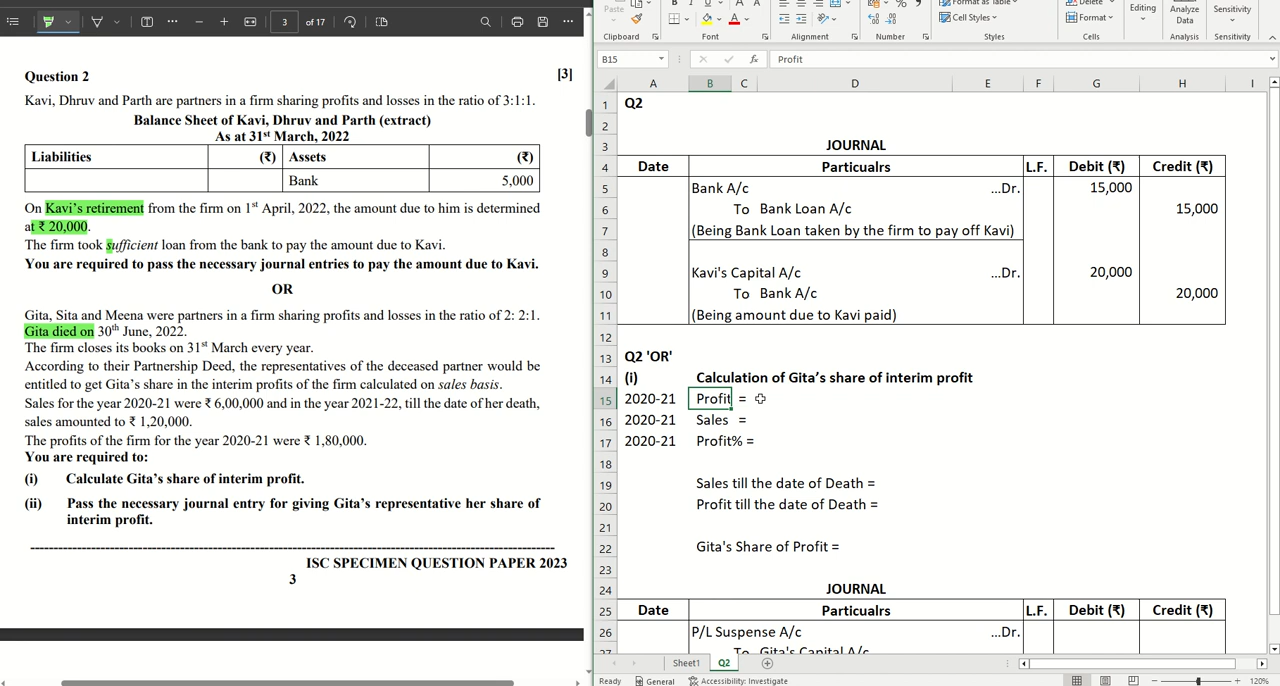 3 of 17
Question 2 [3]
Kavi, Dhruv and Parth are partners in a firm sharing profits and losses in the ratio of 3:1:1.
Balance Sheet of Kavi, Dhruv and Parth (extract)
As at 31st March, 2022
Liabilities (₹) Assets (₹)
Bank 5,000
On Kavi's retirement from the firm on 1st April, 2022, the amount due to him is determined
at ₹ 20,000.
The firm took sufficient loan from the bank to pay the amount due to Kavi.
You are required to pass the necessary journal entries to pay the amount due to Kavi.
OR
Gita, Sita and Meena were partners in a firm sharing profits and losses in the ratio of 2: 2:1.
Gita died on 30th June, 2022.
The firm closes its books on 31st March every year.
According to their Partnership Deed, the representatives of the deceased partner would be
entitled to get Gita's share in the interim profits of the firm calculated on sales basis.
Sales for the year 2020-21 were ₹ 6,00,000 and in the year 2021-22, till the date of her death,
sales amounted to ₹ 1,20,000.
The profits of the firm for the year 2020-21 were ₹ 1,80,000.
You are required to:
(i) Calculate Gita's share of interim profit.
(ii) Pass the necessary journal entry for giving Gita's representative her share of
interim profit.
ISC SPECIMEN QUESTION PAPER 2023
3
Paste B I U A A % Format as Table Delete Editing Analyze Sensitivity
Cell Styles Format Data
Clipboard Font Alignment Number Styles Cells Analysis Sensitivity
B15 fx Profit
A B C D E F G H I
1 Q2
2
3 JOURNAL
4 Date Particualrs L.F. Debit (₹) Credit (₹)
5 Bank A/c ...Dr. 15,000
6 To Bank Loan A/c 15,000
7 (Being Bank Loan taken by the firm to pay off Kavi)
8
9 Kavi's Capital A/c ...Dr. 20,000
10 To Bank A/c 20,000
11 (Being amount due to Kavi paid)
12
13 Q2 'OR'
14 (i) Calculation of Gita's share of interim profit
15 2020-21 Profit =
16 2020-21 Sales =
17 2020-21 Profit% =
18
19 Sales till the date of Death =
20 Profit till the date of Death =
21
22 Gita's Share of Profit =
23
24 JOURNAL
25 Date Particualrs L.F. Debit (₹) Credit (₹)
26 P/L Suspense A/c ...Dr.
27 To Gita's Capital A/c
Sheet1 Q2
Ready General Accessibility: Investigate 120%